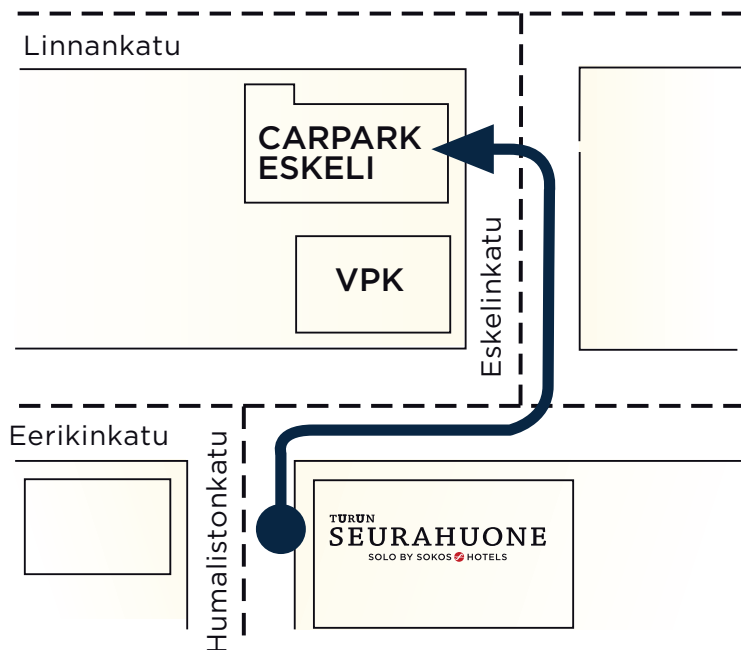 Linnankatu
CARPARK
ESKELI
VPK
Eskelinkatu
Eerikinkatu
Humalistonkatu
TURUN
SEURAHUONE
SOLO BY SOKOS HOTELS